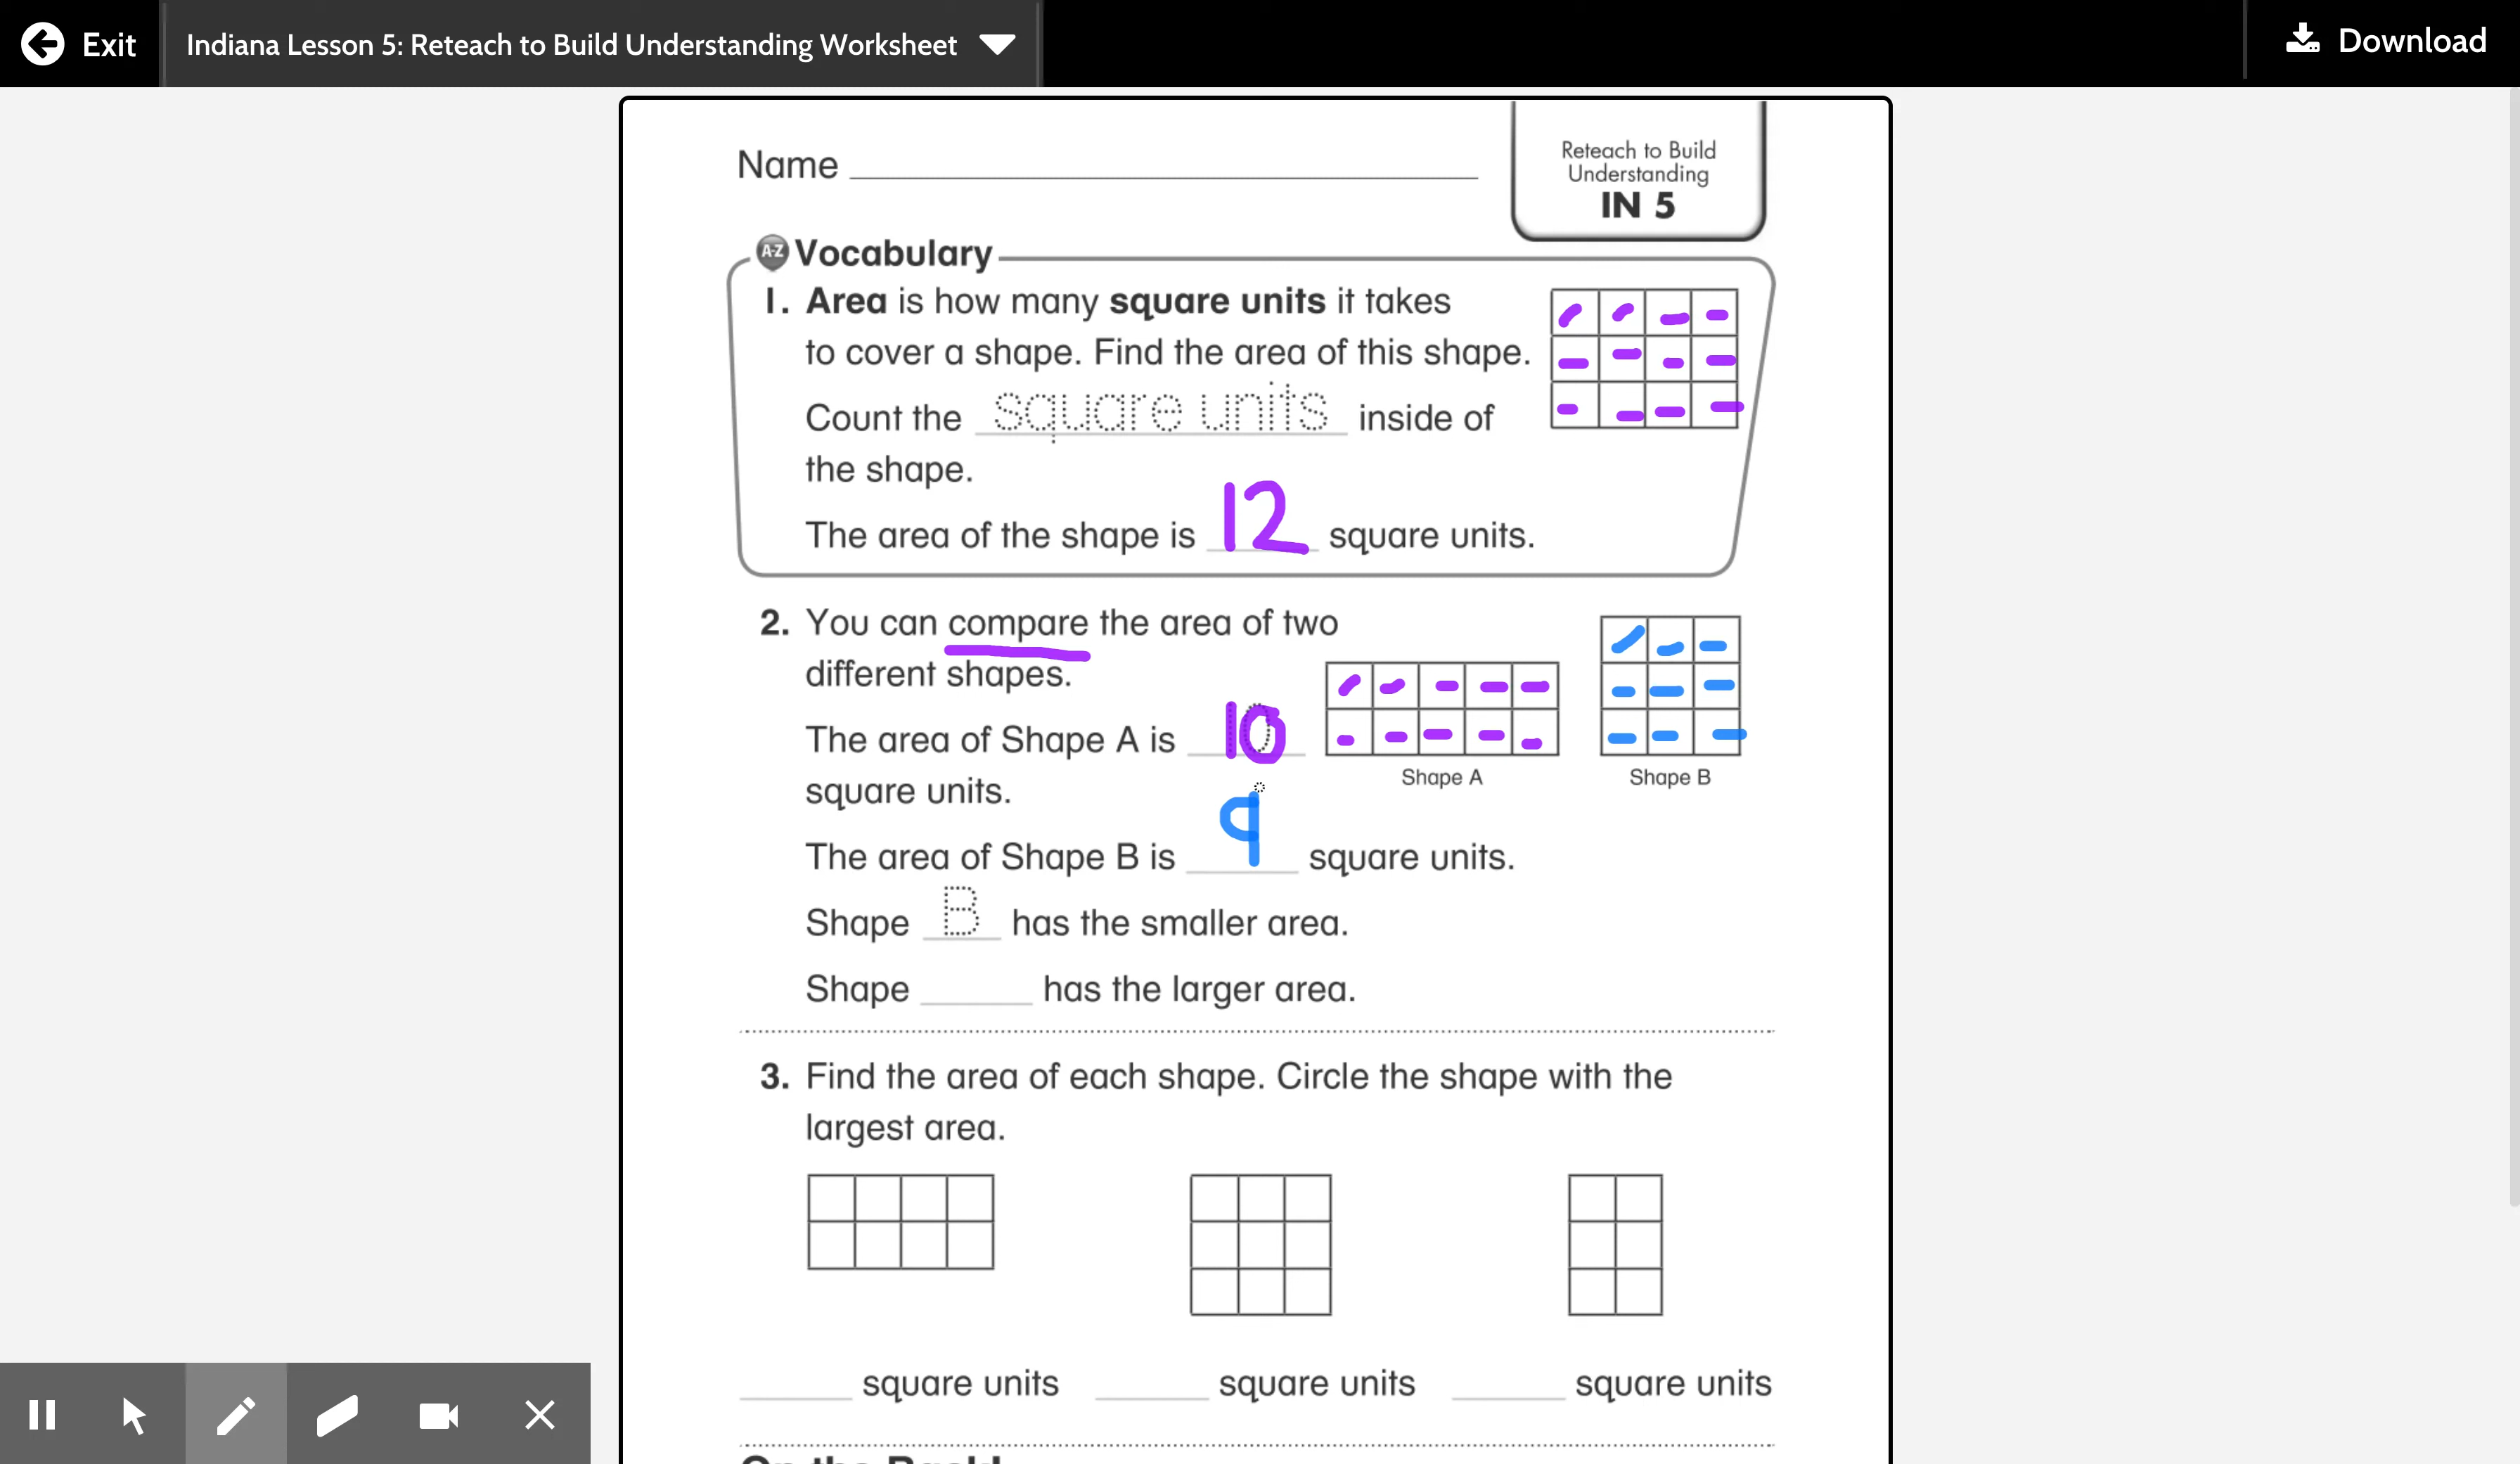 Exit
Indiana Lesson 5: Reteach to Build Understanding Worksheet
Download
Name
Reteach to Build
Understanding
IN 5
A-Z Vocabulary
1. Area is how many square units it takes
to cover a shape. Find the area of this shape.
Count the square units inside of
the shape.
The area of the shape is 12 square units.
2. You can compare the area of two
different shapes.
The area of Shape A is 10
square units.
Shape A
Shape B
The area of Shape B is 9 square units.
Shape B has the smaller area.
Shape has the larger area.
3. Find the area of each shape. Circle the shape with the
largest area.
square units square units square units
On the Back!